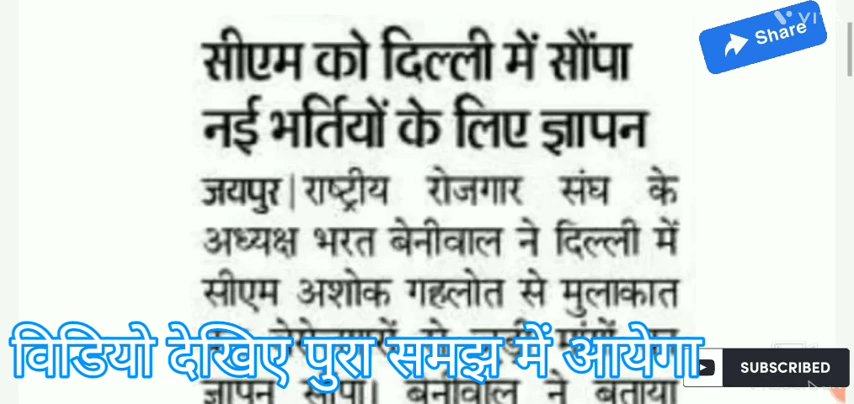 Share
सीएम को दिल्ली में सौंपा
नई भर्तियों के लिए ज्ञापन
जयपुर|राष्ट्रीय रोजगार संघ के
अध्यक्ष भरत बेनीवाल ने दिल्ली में
सीएम अशोक गहलोत से मुलाकात
विडियो देखिए पुरा समझ में आयेगा
SUBSCRIBED
ज्ञापन सौंपा। बेनीवाल ने बताया